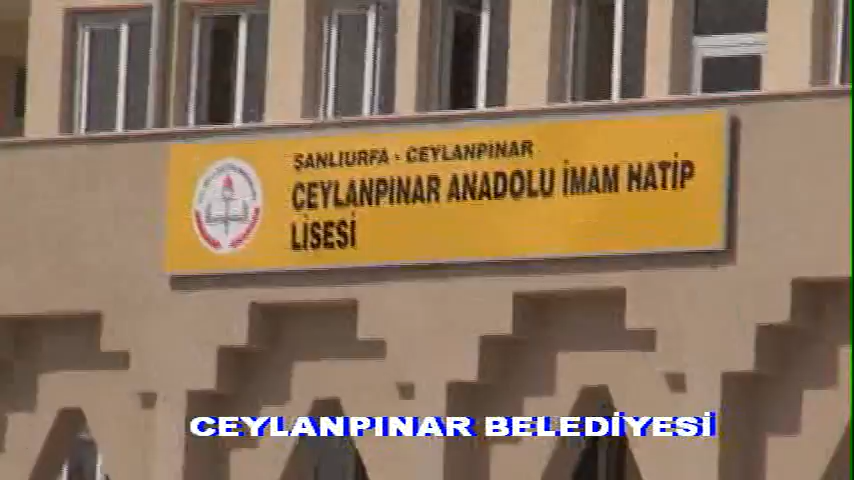 ŞANLIURFA - CEYLANPINAR
CEYLANPINAR ANADOLU İMAM HATİP
LİSESİ
CEYLANPINAR BELEDİYESİ